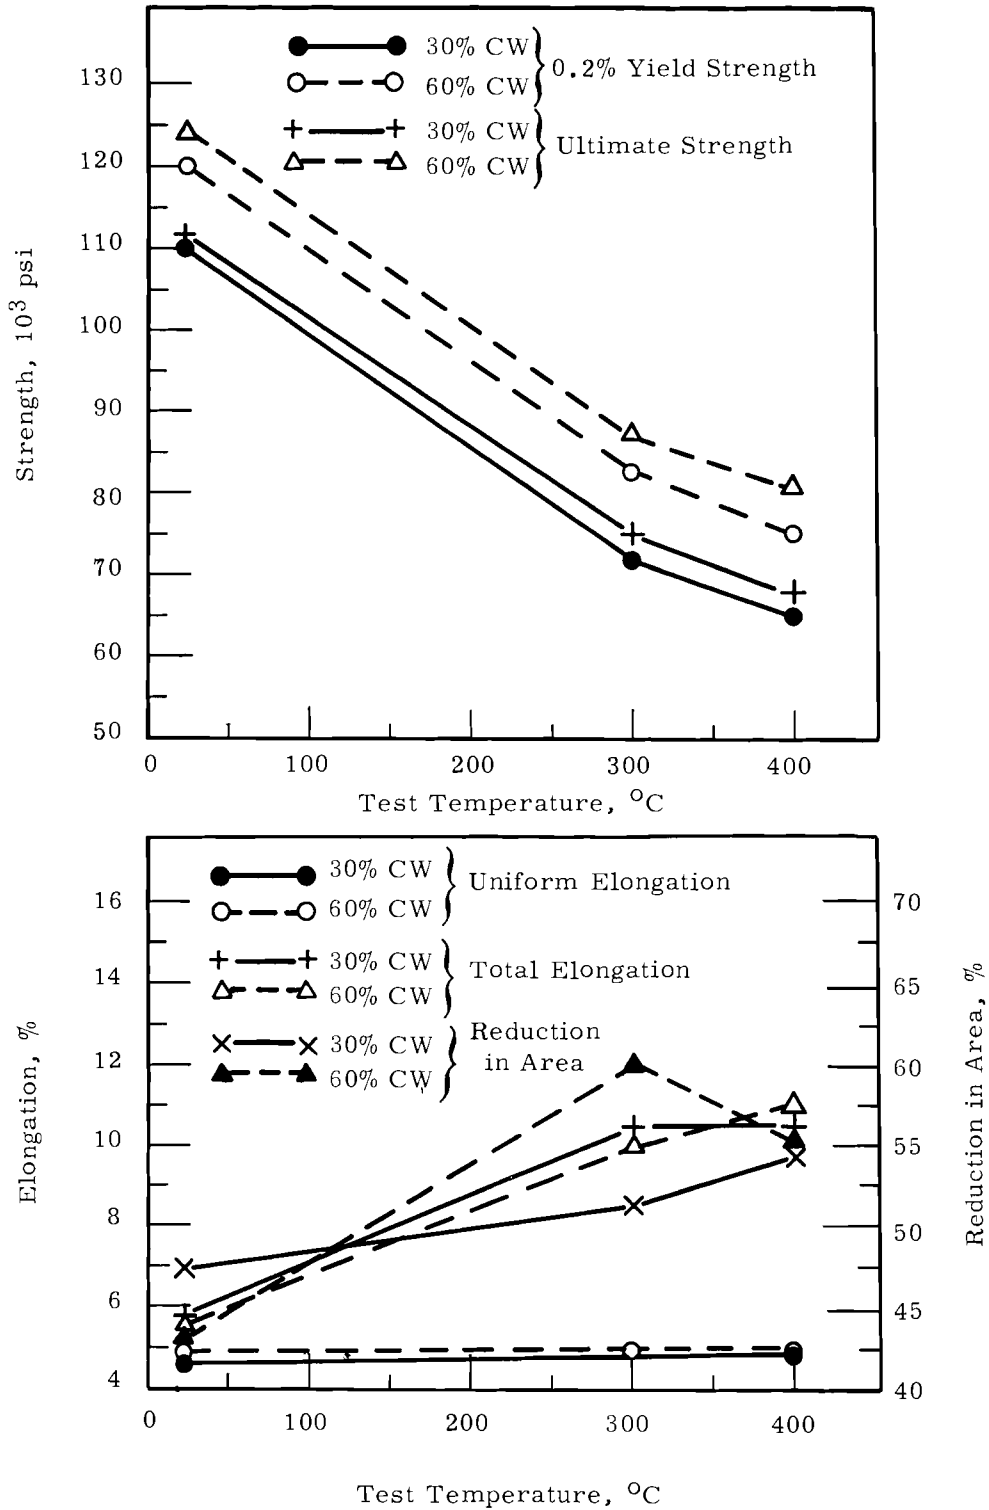 30% CW
60% CW
0.2% Yield Strength
30% CW
60% CW
Ultimate Strength
130
120
110
100
90
80
70
60
50
Strength, 10³ psi
0 100 200 300 400
Test Temperature, °C
30% CW
60% CW
Uniform Elongation
30% CW
60% CW
Total Elongation
30% CW
60% CW
Reduction
in Area
16
14
12
10
8
6
4
Elongation, %
70
65
60
55
50
45
40
Reduction in Area, %
0 100 200 300 400
Test Temperature, °C